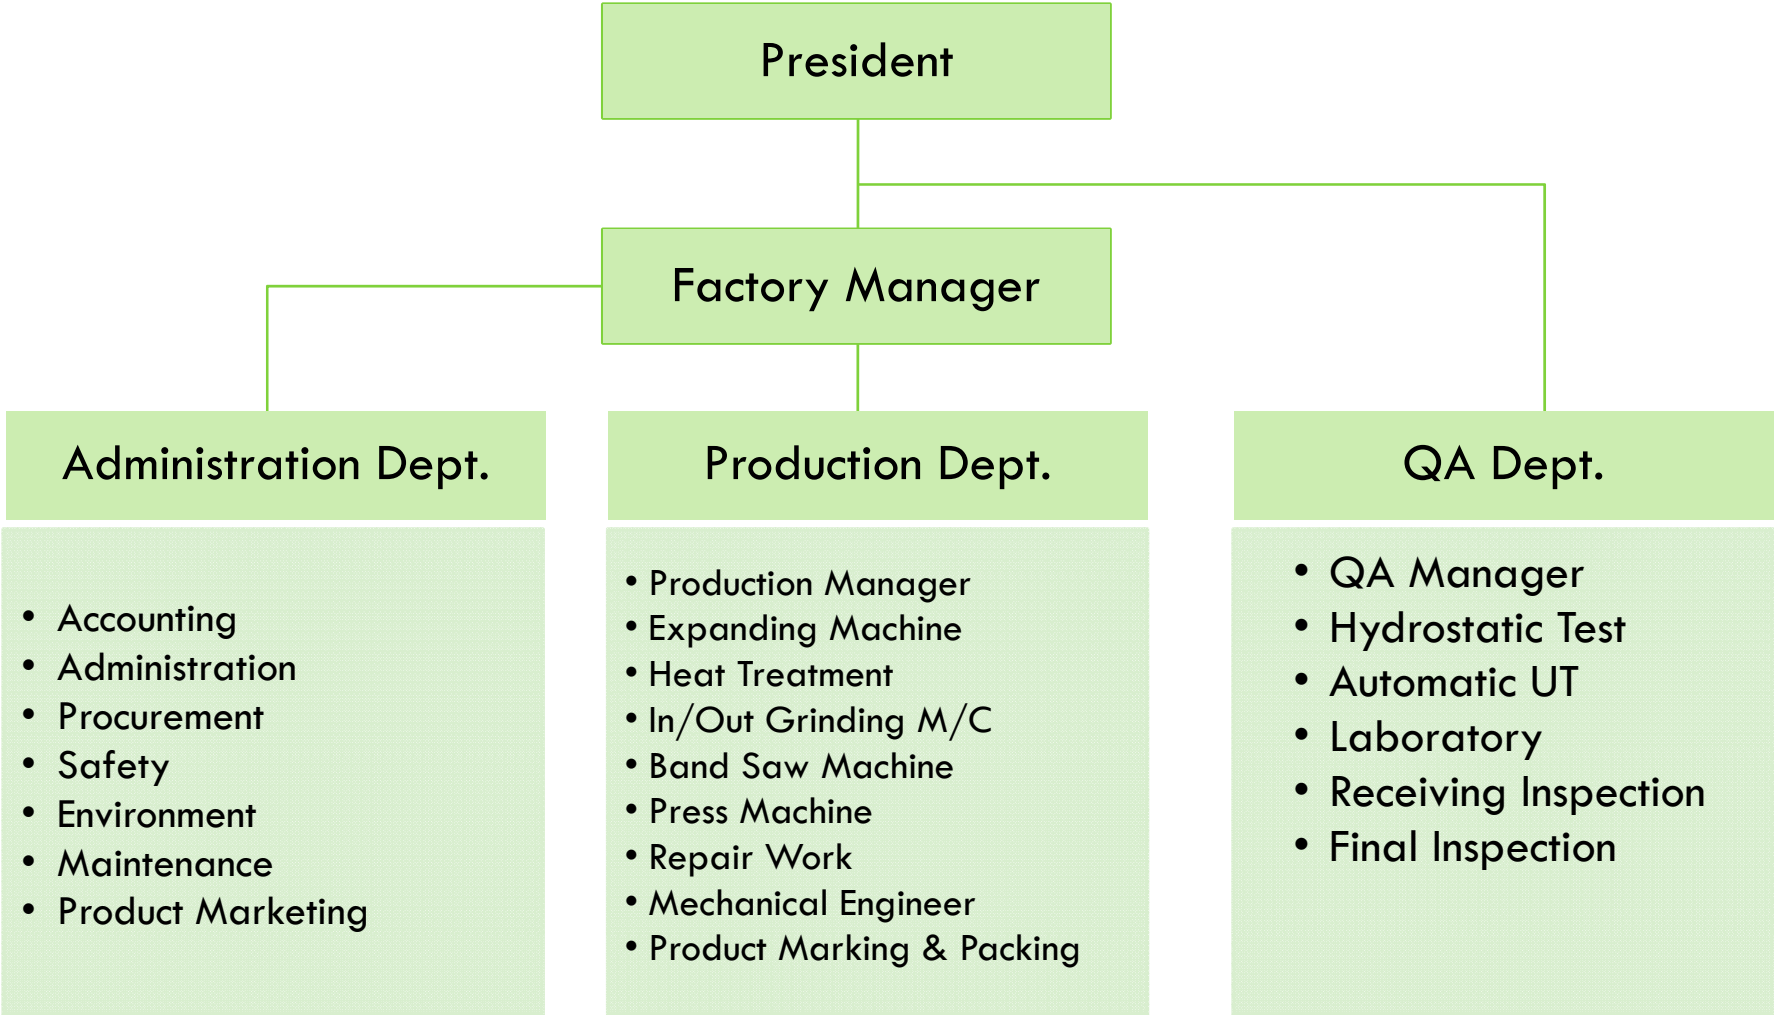 President
Factory Manager
Administration Dept.
• Accounting
• Administration
• Procurement
• Safety
• Environment
• Maintenance
• Product Marketing
Production Dept.
• Production Manager
• Expanding Machine
• Heat Treatment
• In/Out Grinding M/C
• Band Saw Machine
• Press Machine
• Repair Work
• Mechanical Engineer
• Product Marking & Packing
QA Dept.
• QA Manager
• Hydrostatic Test
• Automatic UT
• Laboratory
• Receiving Inspection
• Final Inspection